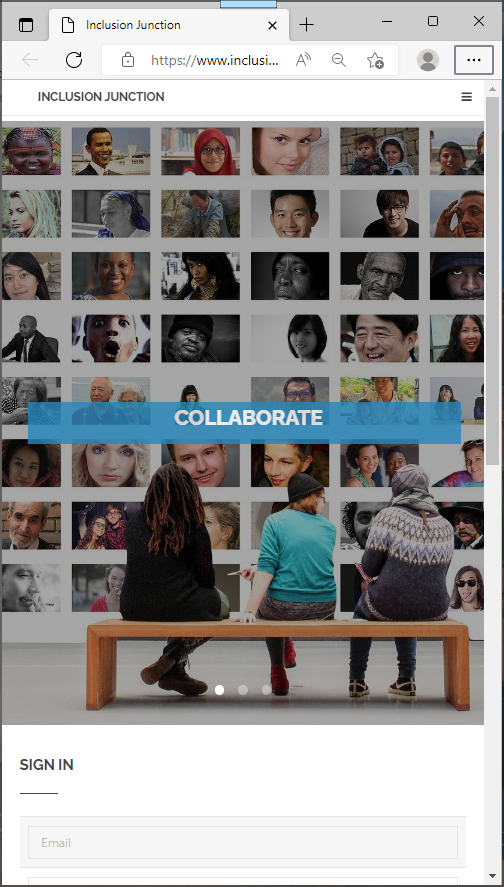 Inclusion Junction
https://www.inclusi...
INCLUSION JUNCTION
COLLABORATE
SIGN IN
Email